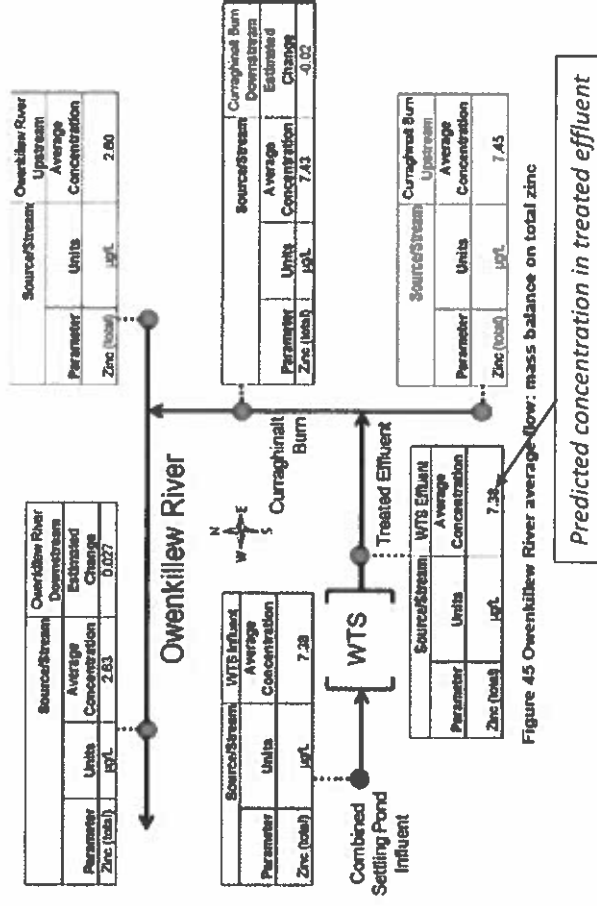 Source/Stream Owenkillew River Downstream
Parameter Units Average Concentration Estimated Change
Zinc (total) µg/L 2.63 0.027
Source/Stream Owenkillew River Upstream
Parameter Units Average Concentration
Zinc (total) µg/L 2.60
Owenkillew River
N
W E
S
Source/Stream WTS Influent
Parameter Units Average Concentration
Zinc (total) µg/L 7.38
Source/Stream Curraghinalt Burn Downstream
Parameter Units Average Concentration Estimated Change
Zinc (total) µg/L 7.43 -0.02
Curraghinalt
Burn
Combined
Settling Pond
Influent
WTS
Treated Effluent
Source/Stream WTS Effluent
Parameter Units Average Concentration
Zinc (total) µg/L 7.38
Source/Stream Curraghinalt Burn Upstream
Parameter Units Average Concentration
Zinc (total) µg/L 7.45
Figure 45 Owenkillew River average flow: mass balance on total zinc
Predicted concentration in treated effluent